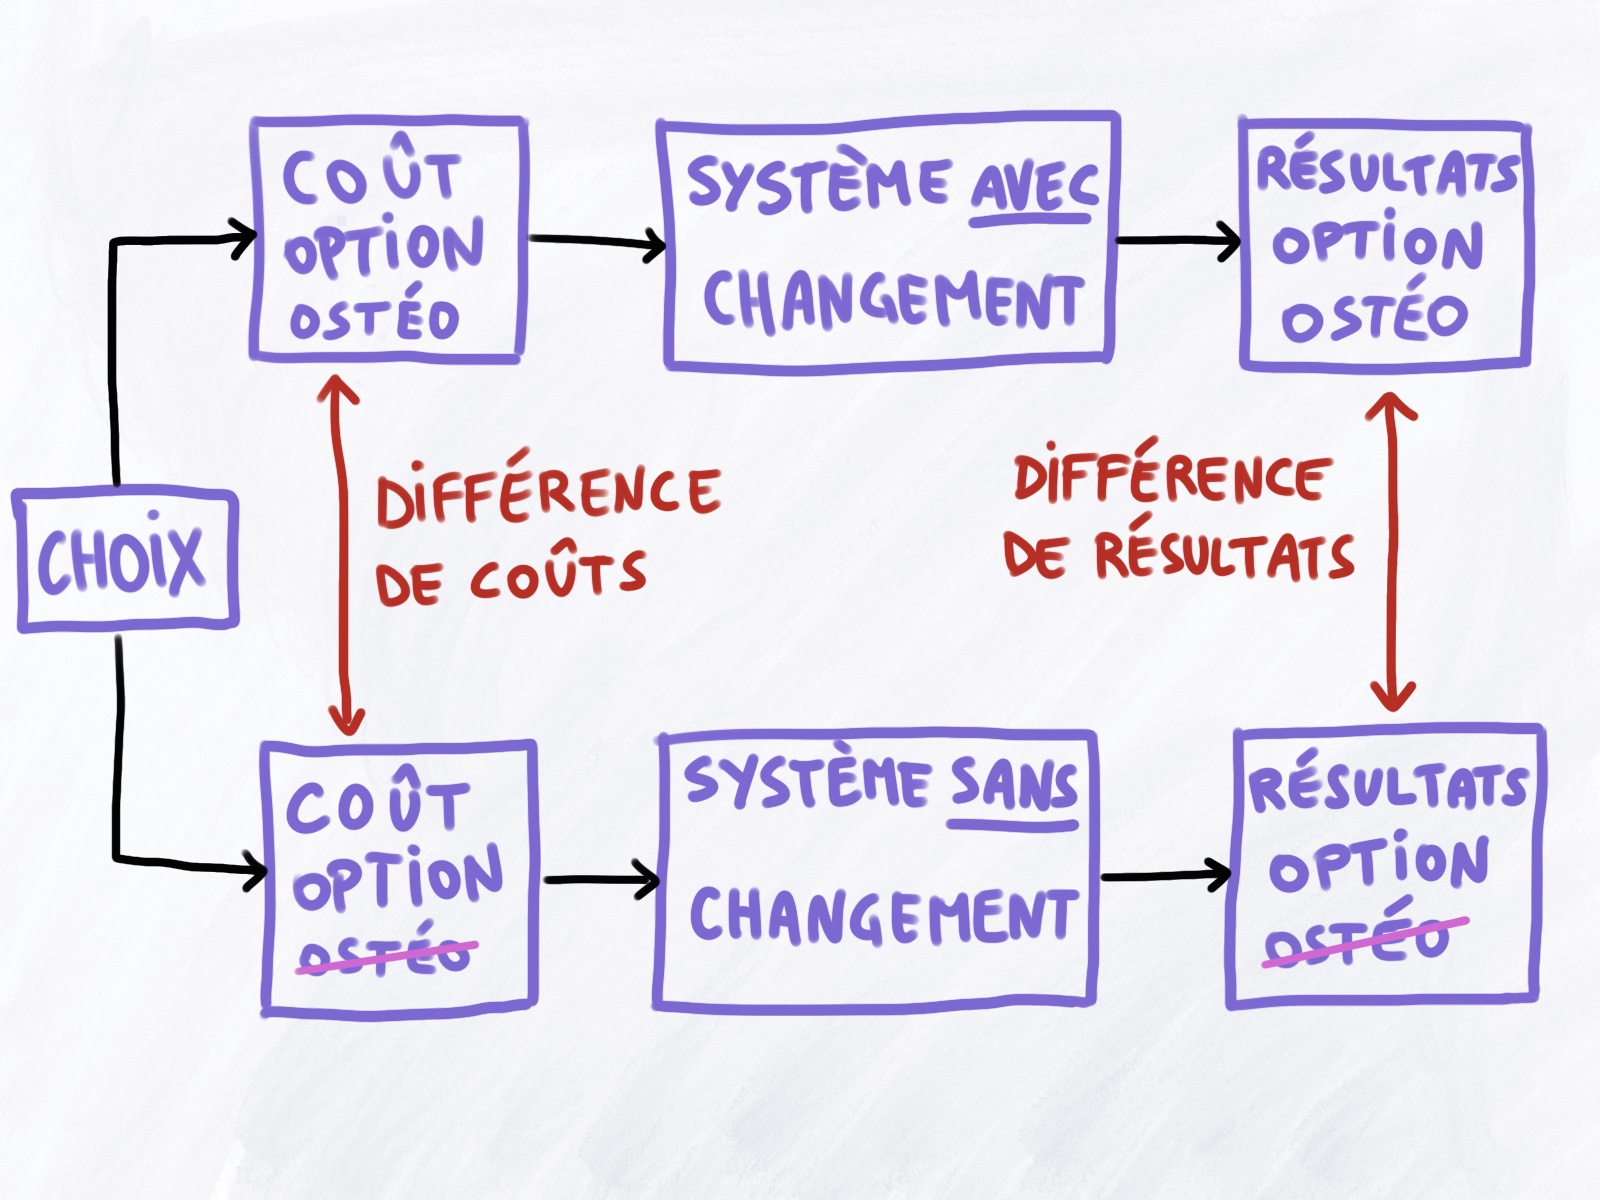 COÛT
OPTION
OSTÉO
SYSTÈME AVEC
CHANGEMENT
RÉSULTATS
OPTION
OSTÉO
CHOIX
DIFFÉRENCE
DE COÛTS
DIFFÉRENCE
DE RÉSULTATS
COÛT
OPTION
OSTÉO
SYSTÈME SANS
CHANGEMENT
RÉSULTATS
OPTION
OSTÉO